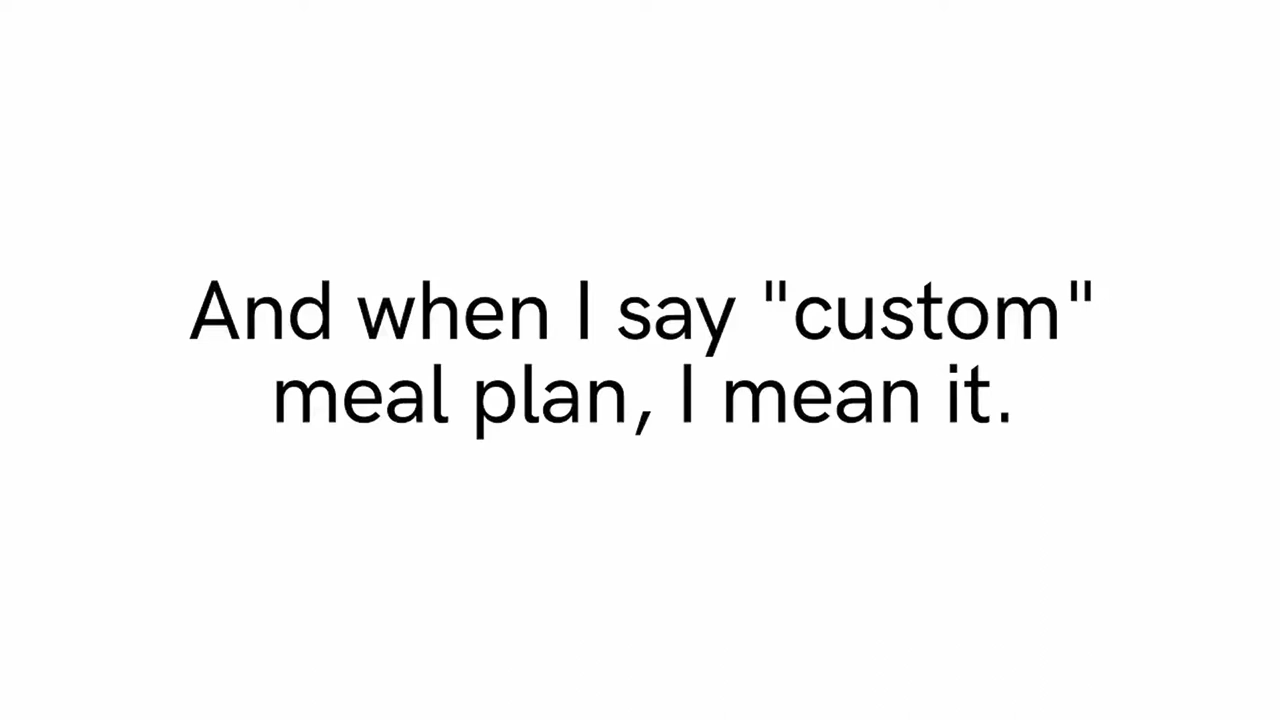 And when I say "custom"
meal plan, I mean it.